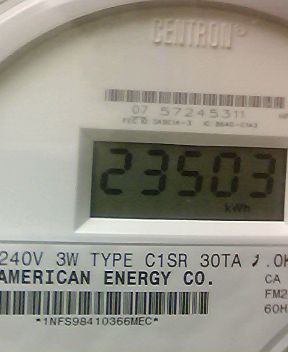 CENTRON®
07 57245311
23503
kWh
240V 3W TYPE C1SR 30TA
AMERICAN ENERGY CO.
CA
FM2
60H
*1NFS98410366MEC*